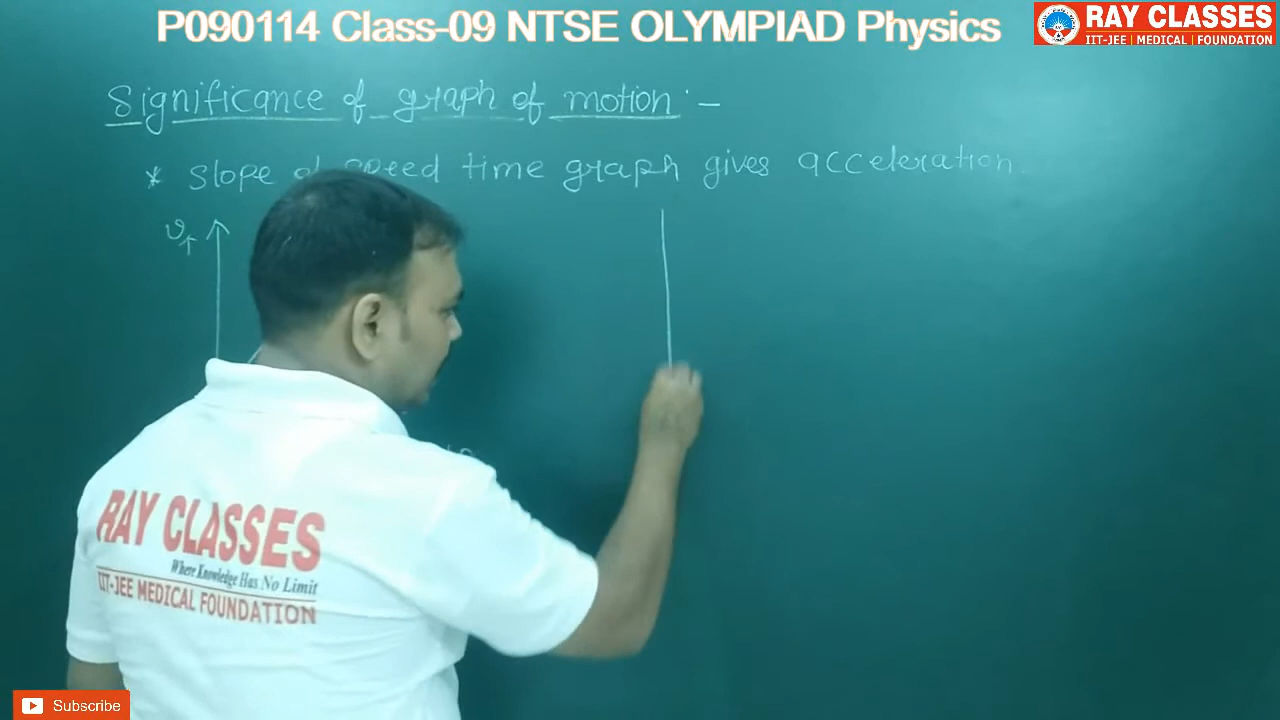 P090114 Class-09 NTSE OLYMPIAD Physics
RAY CLASSES
IIT-JEE | MEDICAL | FOUNDATION
Significance of graph of motion :-
* Slope of speed time graph gives acceleration.
v
RAY CLASSES
Where Knowledge Has No Limit
IIT-JEE MEDICAL FOUNDATION
Subscribe